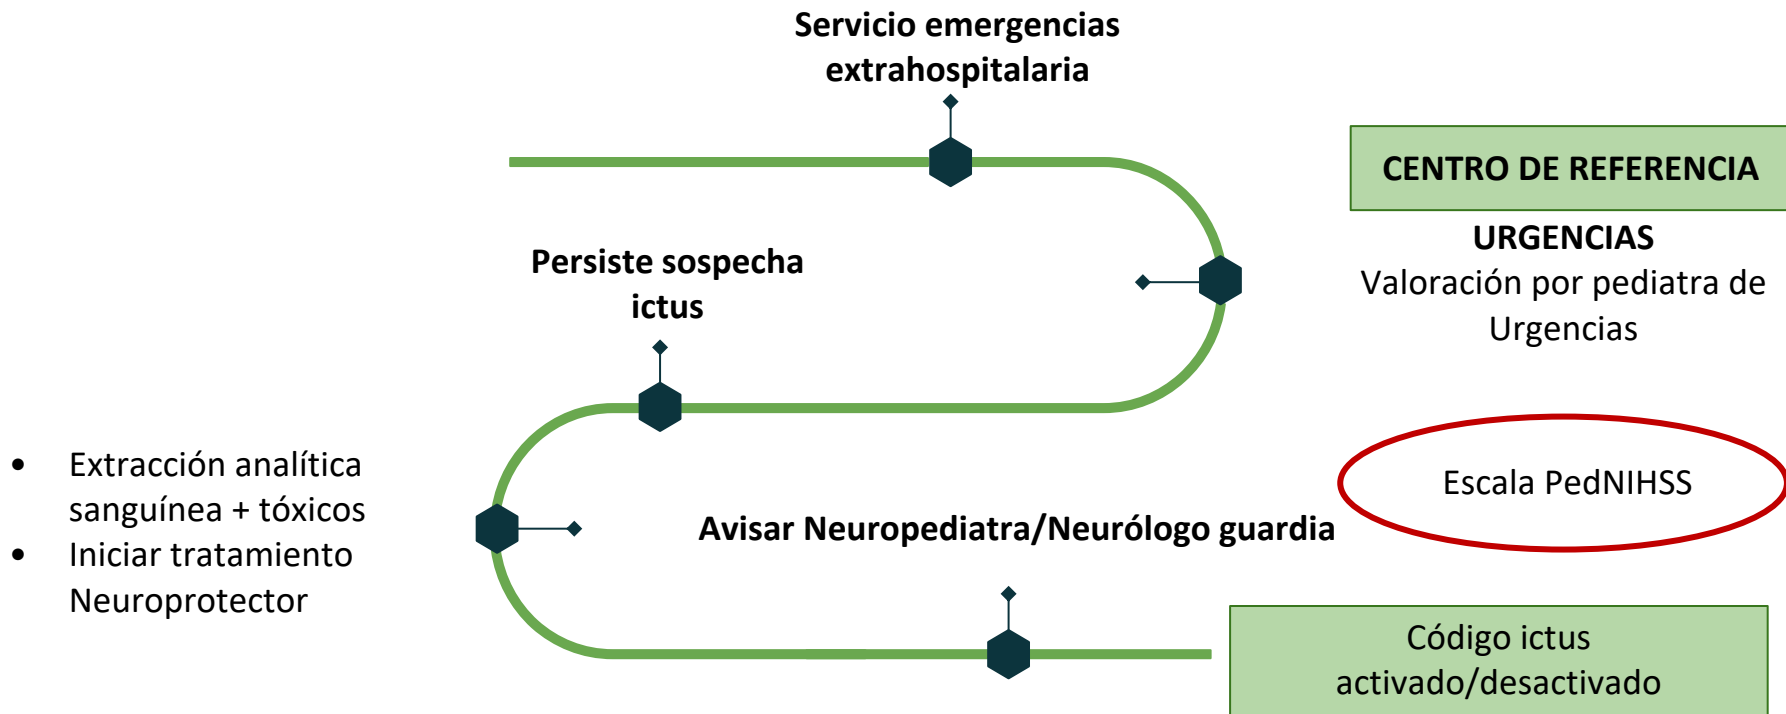 Servicio emergencias
extrahospitalaria
CENTRO DE REFERENCIA
URGENCIAS
Valoración por pediatra de
Urgencias
Persiste sospecha
ictus
• Extracción analítica
sanguínea + tóxicos
• Iniciar tratamiento
Neuroprotector
Escala PedNIHSS
Avisar Neuropediatra/Neurólogo guardia
Código ictus
activado/desactivado